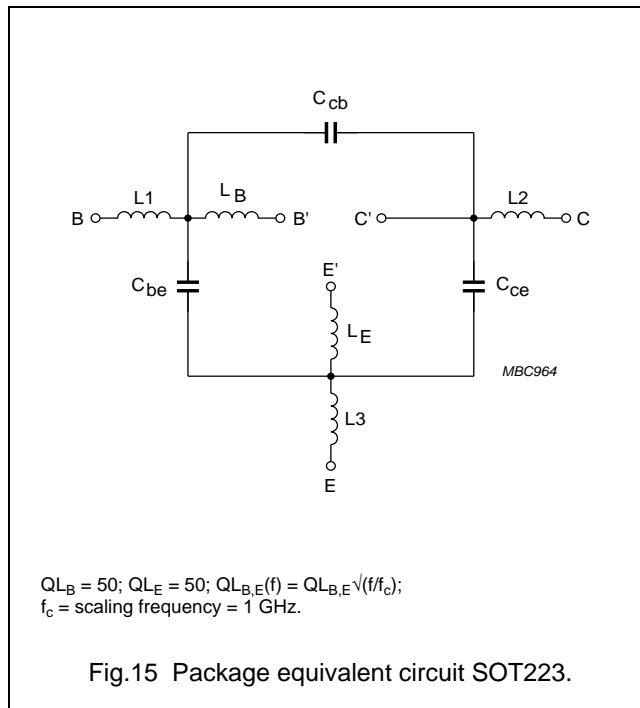 C_cb
L1
L_B
L2
B
B'
C'
C
E'
C_be
C_ce
L_E
MBC964
L3
E
QL_B = 50; QL_E = 50; QL_B,E(f) = QL_B,E√(f/f_c);
f_c = scaling frequency = 1 GHz.
Fig.15 Package equivalent circuit SOT223.